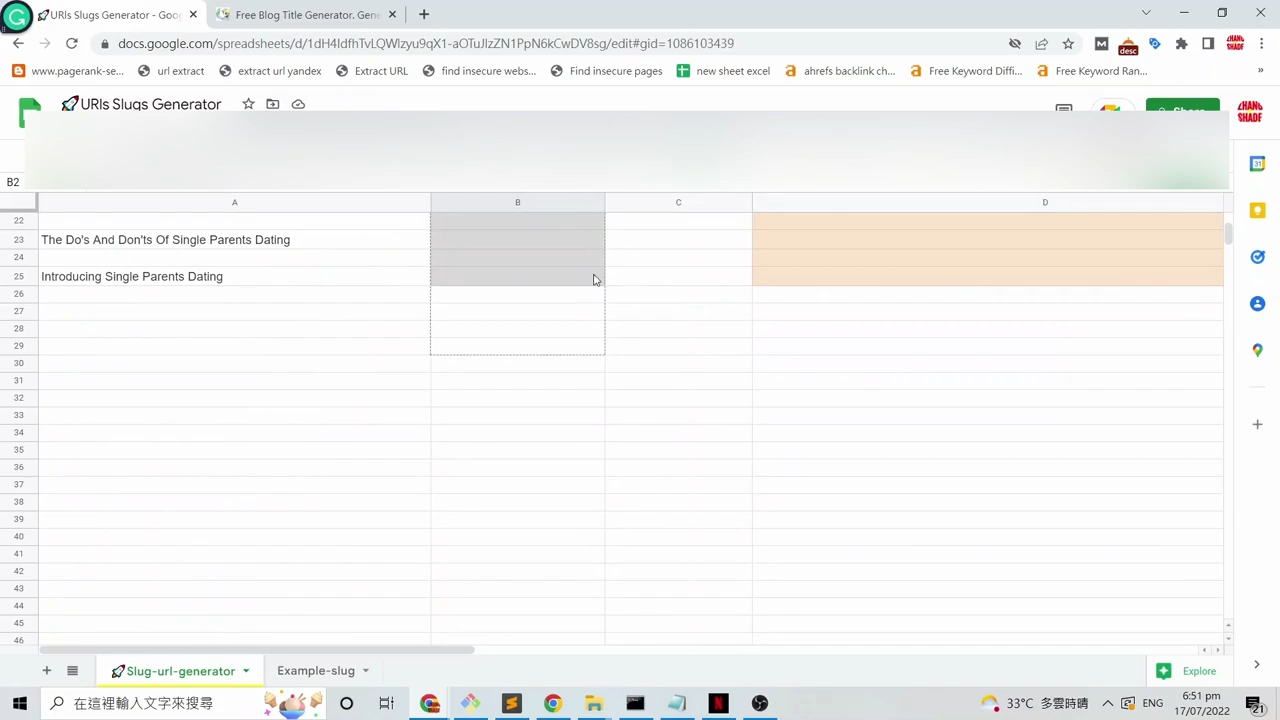 URls Slugs Generator - Goo
Free Blog Title Generator. Gene
docs.google.com/spreadsheets/d/1dH4ldfhTvLQWlzyu9qX1-aOTuJIzZN1PeN6kCwDV8sg/edit#gid=1086103439
desc
www.pagerank-se...
url extract
extract url yandex
Extract URL
find insecure webs...
Find insecure pages
new sheet excel
ahrefs backlink ch...
Free Keyword Diffi...
Free Keyword Ran...
»
URls Slugs Generator
Share
B2
A B C D
22
23 The Do's And Don'ts Of Single Parents Dating
24
25 Introducing Single Parents Dating
26
27
28
29
30
31
32
33
34
35
36
37
38
39
40
41
42
43
44
45
46
Slug-url-generator
Example-slug
Explore
在這裡輸入文字來搜尋
33°C 多雲時晴
ENG
6:51 pm
17/07/2022
21